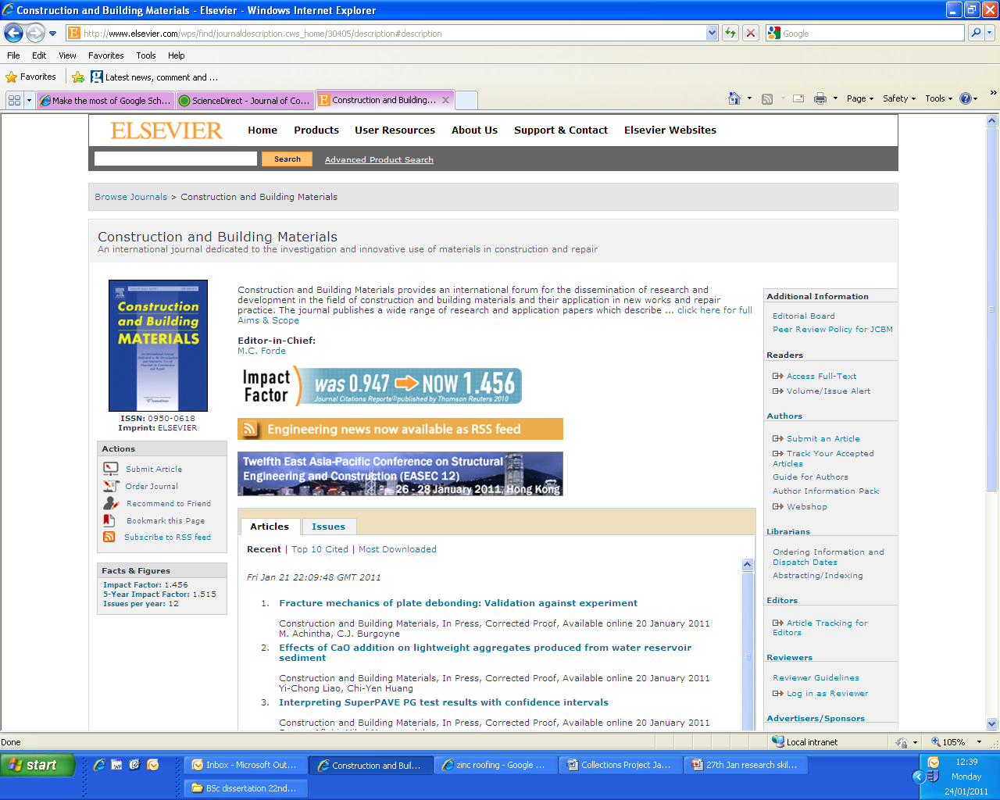 Construction and Building Materials - Elsevier - Windows Internet Explorer
http://www.elsevier.com/wps/find/journaldescription.cws_home/30405/description#description
Google
File Edit View Favorites Tools Help
Favorites Latest news, comment and ...
Make the most of Google Sch... ScienceDirect - Journal of Co... Construction and Building... Page Safety Tools
ELSEVIER Home Products User Resources About Us Support & Contact Elsevier Websites
Search Advanced Product Search
Browse Journals > Construction and Building Materials
Construction and Building Materials
An international journal dedicated to the investigation and innovative use of materials in construction and repair
Construction
and Building
MATERIALS
ScienceDirect
ISSN: 0950-0618
Imprint: ELSEVIER
Actions
Submit Article
Order Journal
Recommend to Friend
Bookmark this Page
Subscribe to RSS feed
Facts & Figures
Impact Factor: 1.456
5-Year Impact Factor: 1.515
Issues per year: 12
Construction and Building Materials provides an international forum for the dissemination of research and
development in the field of construction and building materials and their application in new works and repair
practice. The journal publishes a wide range of research and application papers which describe ... click here for full
Aims & Scope
Editor-in-Chief:
M.C. Forde
Impact Factor was 0.947 NOW 1.456
Journal Citations Reports® published by Thomson Reuters 2010
Engineering news now available as RSS feed
Twelfth East Asia-Pacific Conference on Structural
Engineering and Construction (EASEC 12)
26 - 28 January 2011, Hong Kong
Articles Issues
Recent | Top 10 Cited | Most Downloaded
Fri Jan 21 22:09:48 GMT 2011
1. Fracture mechanics of plate debonding: Validation against experiment
Construction and Building Materials, In Press, Corrected Proof, Available online 20 January 2011
M. Achintha, C.J. Burgoyne
2. Effects of CaO addition on lightweight aggregates produced from water reservoir
sediment
Construction and Building Materials, In Press, Corrected Proof, Available online 20 January 2011
Yi-Chong Liao, Chi-Yen Huang
3. Interpreting SuperPAVE PG test results with confidence intervals
Construction and Building Materials, In Press, Corrected Proof, Available online 20 January 2011
Additional Information
Editorial Board
Peer Review Policy for JCBM
Readers
Access Full-Text
Volume/Issue Alert
Authors
Submit an Article
Track Your Accepted
Articles
Guide for Authors
Author Information Pack
Webshop
Librarians
Ordering Information and
Dispatch Dates
Abstracting/Indexing
Editors
Article Tracking for
Editors
Reviewers
Reviewer Guidelines
Log in as Reviewer
Advertisers/Sponsors
Done Local intranet 105%
start Inbox - Microsoft Out... Construction and Buil... zinc roofing - Google ... Collections Project Ja... 27th Jan research skil... 12:39
Monday
BSc dissertation 22nd... 24/01/2011